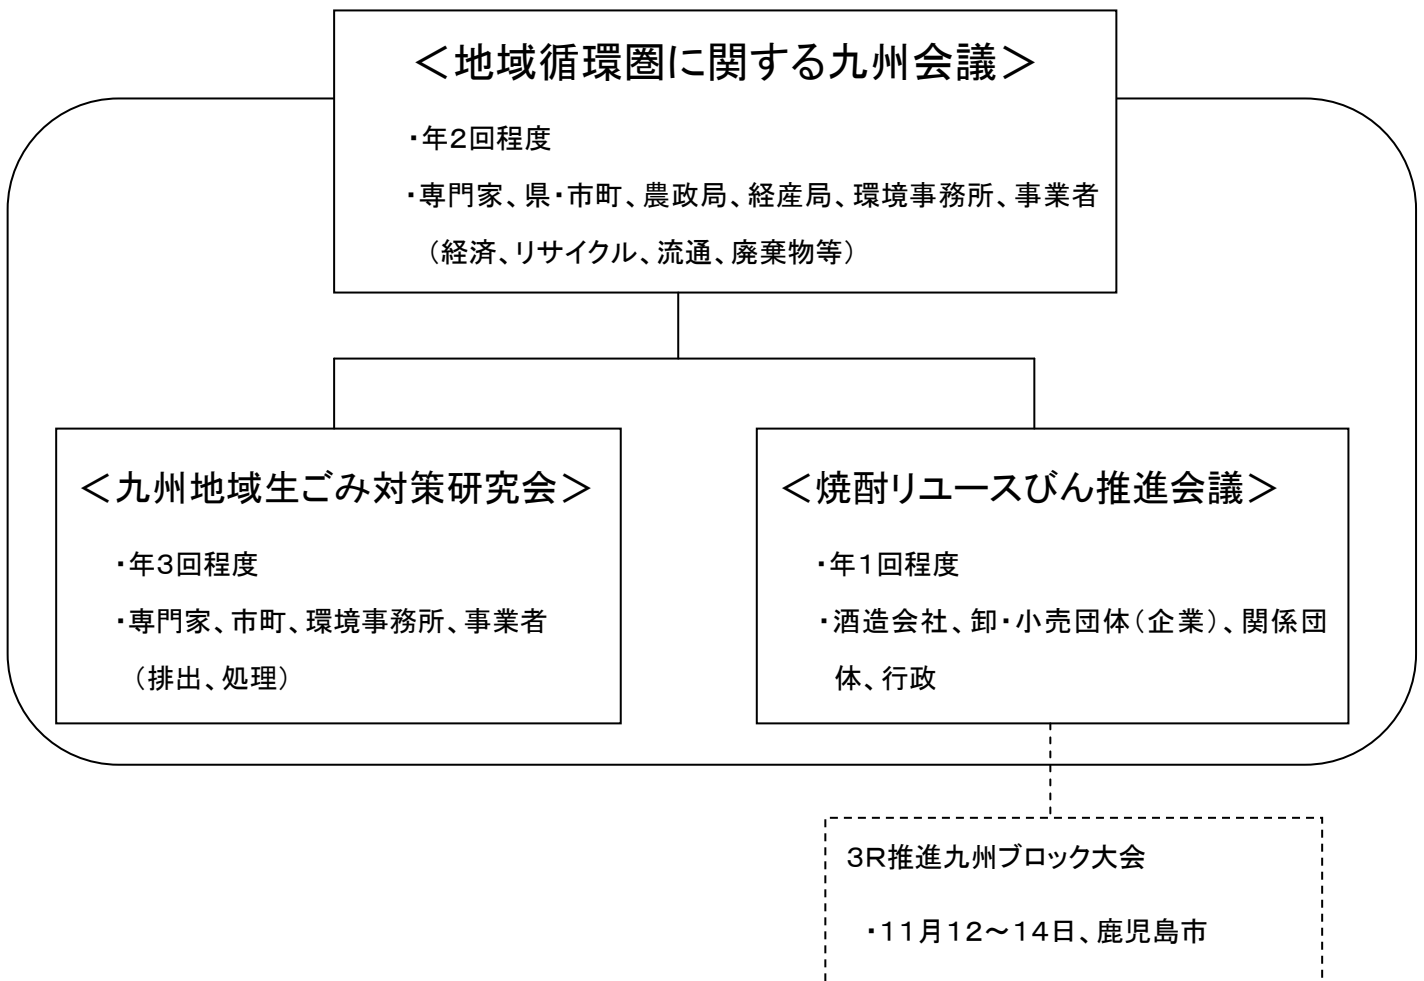 ＜地域循環圏に関する九州会議＞
・年２回程度
・専門家、県・市町、農政局、経産局、環境事務所、事業者
（経済、リサイクル、流通、廃棄物等）
＜九州地域生ごみ対策研究会＞
・年３回程度
・専門家、市町、環境事務所、事業者
（排出、処理）
＜焼酎リユースびん推進会議＞
・年１回程度
・酒造会社、卸・小売団体（企業）、関係団
体、行政
３Ｒ推進九州ブロック大会
・１１月１２～１４日、鹿児島市